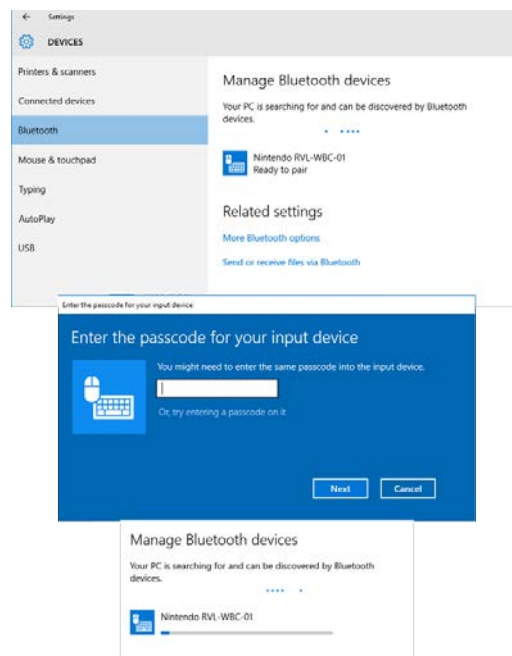 Settings
DEVICES
Printers & scanners
Connected devices
Bluetooth
Mouse & touchpad
Typing
AutoPlay
USB
Manage Bluetooth devices
Your PC is searching for and can be discovered by Bluetooth
devices.
Nintendo RVL-WBC-01
Ready to pair
Related settings
More Bluetooth options
Send or receive files via Bluetooth
Enter the passcode for your input device
Enter the passcode for your input device
You might need to enter the same passcode into the input device.
Or, try entering a passcode on it
Next
Cancel
Manage Bluetooth devices
Your PC is searching for and can be discovered by Bluetooth
devices.
Nintendo RVL-WBC-01